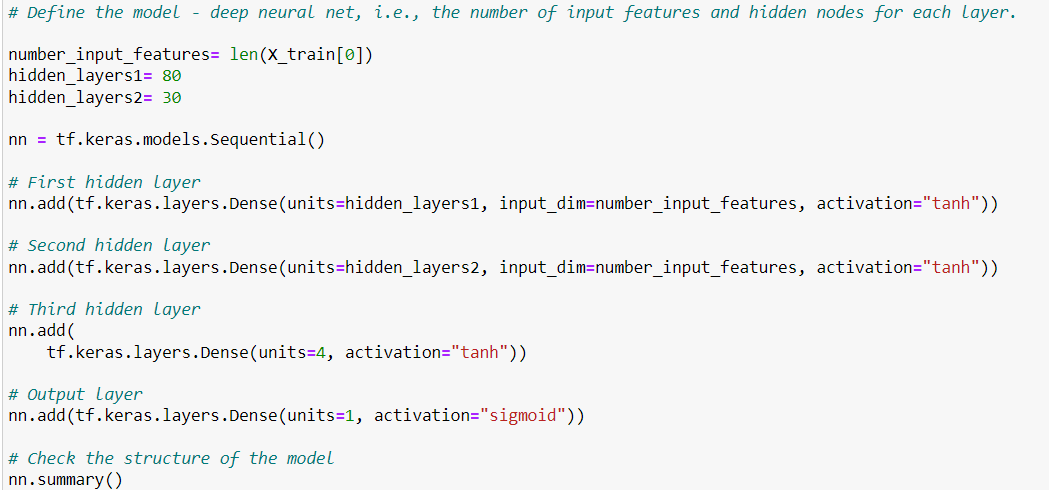 # Define the model - deep neural net, i.e., the number of input features and hidden nodes for each layer.
number_input_features= len(X_train[0])
hidden_layers1= 80
hidden_layers2= 30
nn = tf.keras.models.Sequential()
# First hidden layer
nn.add(tf.keras.layers.Dense(units=hidden_layers1, input_dim=number_input_features, activation="tanh"))
# Second hidden layer
nn.add(tf.keras.layers.Dense(units=hidden_layers2, input_dim=number_input_features, activation="tanh"))
# Third hidden layer
nn.add(
    tf.keras.layers.Dense(units=4, activation="tanh"))
# Output layer
nn.add(tf.keras.layers.Dense(units=1, activation="sigmoid"))
# Check the structure of the model
nn.summary()